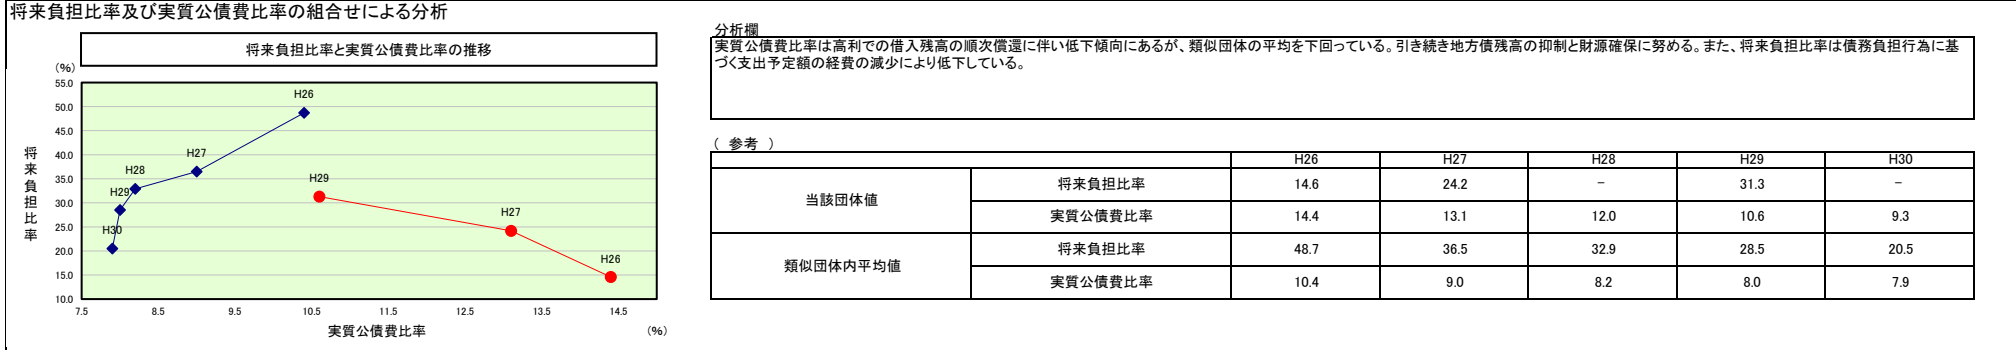 将来負担比率及び実質公債費比率の組合せによる分析
将来負担比率と実質公債費比率の推移
(%)
55.0
50.0
45.0
40.0
35.0
30.0
25.0
20.0
15.0
10.0
将来負担比率
H26
H27
H28
H29
H30
H29
H27
H26
7.5 8.5 9.5 10.5 11.5 12.5 13.5 14.5
実質公債費比率
(%)
分析欄
実質公債費比率は高利での借入残高の順次償還に伴い低下傾向にあるが、類似団体の平均を下回っている。引き続き地方債残高の抑制と財源確保に努める。また、将来負担比率は債務負担行為に基
づく支出予定額の経費の減少により低下している。
( 参考 )
H26 H27 H28 H29 H30
当該団体値
将来負担比率 14.6 24.2 － 31.3 －
実質公債費比率 14.4 13.1 12.0 10.6 9.3
類似団体内平均値
将来負担比率 48.7 36.5 32.9 28.5 20.5
実質公債費比率 10.4 9.0 8.2 8.0 7.9